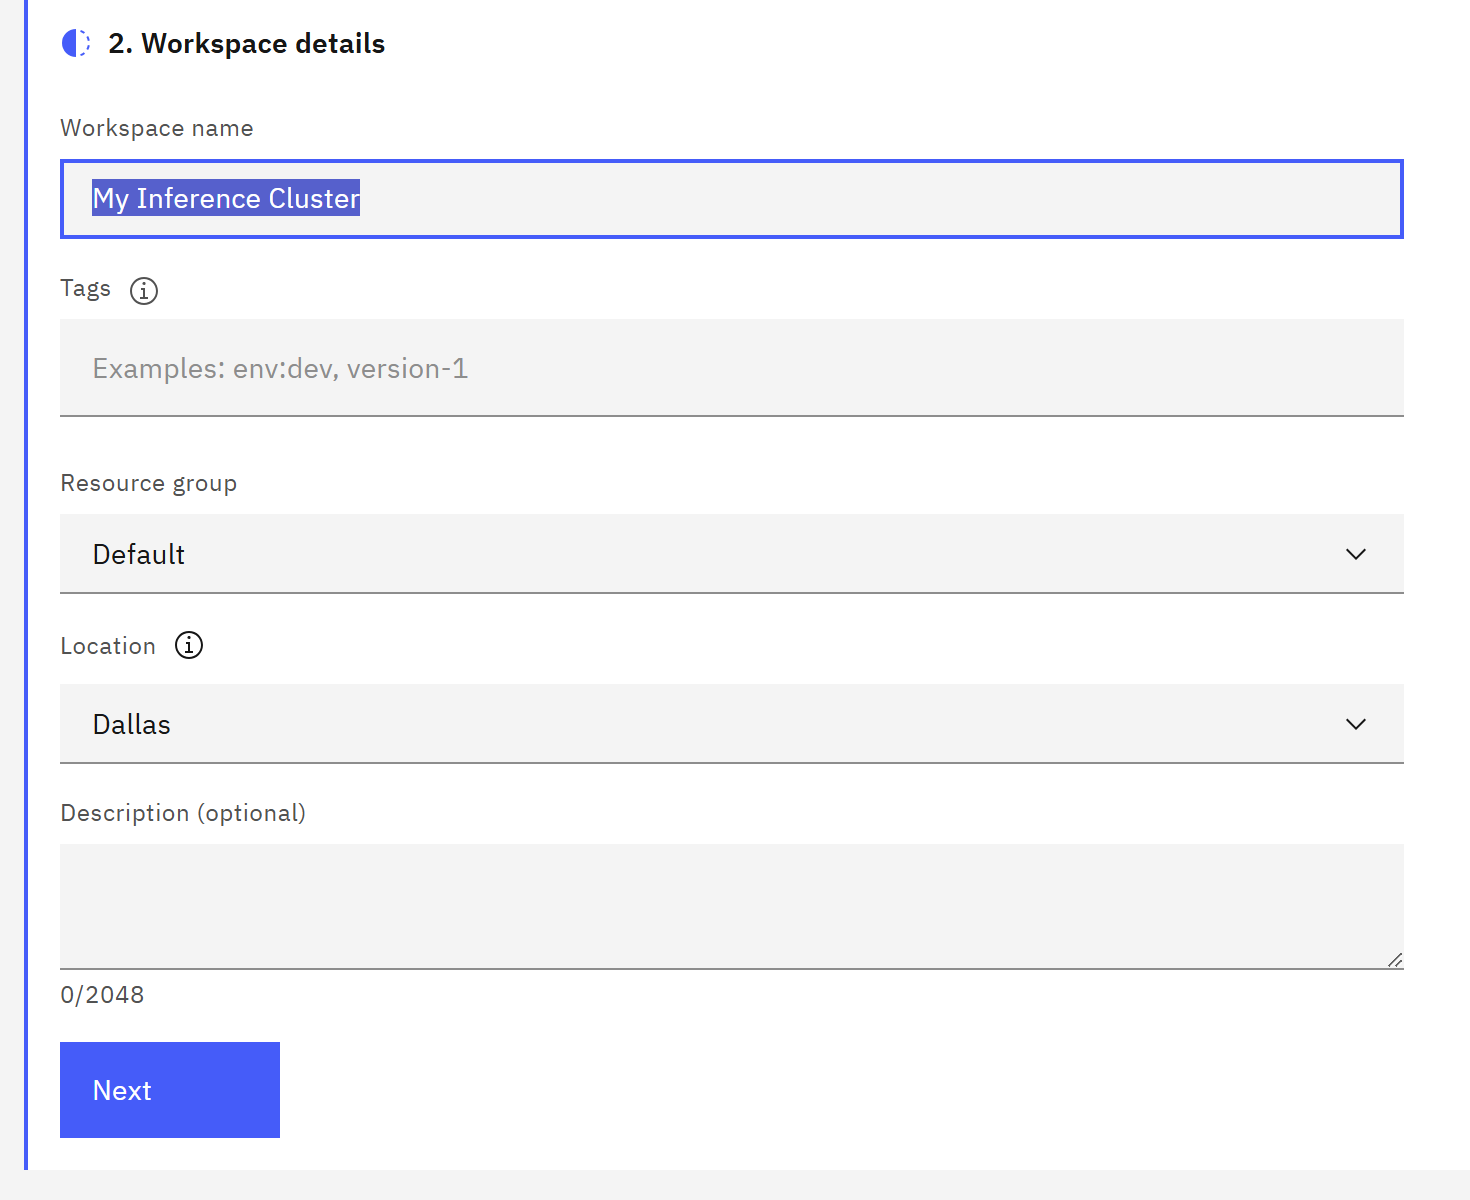 2. Workspace details
Workspace name
My Inference Cluster
Tags
Examples: env:dev, version-1
Resource group
Default
Location
Dallas
Description (optional)
0/2048
Next